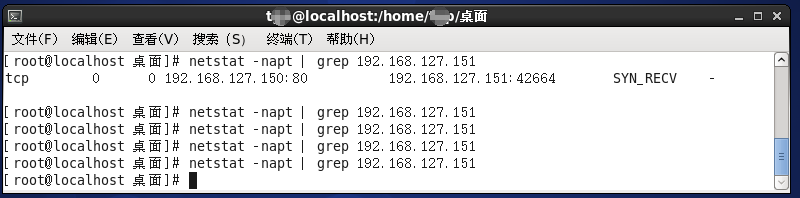 @localhost:/home/ /桌面
文件(F) 编辑(E) 查看(V) 搜索 (S) 终端(T) 帮助(H)
[root@localhost 桌面]# netstat -napt | grep 192.168.127.151
tcp 0 0 192.168.127.150:80 192.168.127.151:42664 SYN_RECV -
[root@localhost 桌面]# netstat -napt | grep 192.168.127.151
[root@localhost 桌面]# netstat -napt | grep 192.168.127.151
[root@localhost 桌面]# netstat -napt | grep 192.168.127.151
[root@localhost 桌面]# netstat -napt | grep 192.168.127.151
[root@localhost 桌面]#